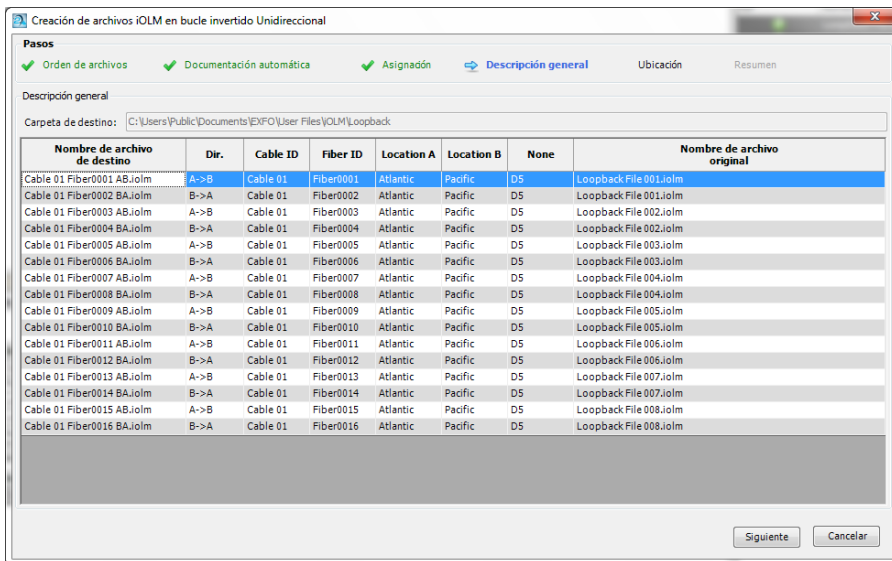 Creación de archivos iOLM en bucle invertido Unidireccional
Pasos
Orden de archivos Documentación automática Asignadón Descripción general Ubicación Resumen
Descripción general
Carpeta de destino: C:\Users\Public\Documents\EXFO\User Files\iOLM\Loopback
Nombre de archivo de destino Dir. Cable ID Fiber ID Location A Location B None Nombre de archivo original
Cable 01 Fiber0001 AB.iolm A->B Cable 01 Fiber0001 Atlantic Pacific D5 Loopback File 001.iolm
Cable 01 Fiber0002 BA.iolm B->A Cable 01 Fiber0002 Atlantic Pacific D5 Loopback File 001.iolm
Cable 01 Fiber0003 AB.iolm A->B Cable 01 Fiber0003 Atlantic Pacific D5 Loopback File 002.iolm
Cable 01 Fiber0004 BA.iolm B->A Cable 01 Fiber0004 Atlantic Pacific D5 Loopback File 002.iolm
Cable 01 Fiber0005 AB.iolm A->B Cable 01 Fiber0005 Atlantic Pacific D5 Loopback File 003.iolm
Cable 01 Fiber0006 BA.iolm B->A Cable 01 Fiber0006 Atlantic Pacific D5 Loopback File 003.iolm
Cable 01 Fiber0007 AB.iolm A->B Cable 01 Fiber0007 Atlantic Pacific D5 Loopback File 004.iolm
Cable 01 Fiber0008 BA.iolm B->A Cable 01 Fiber0008 Atlantic Pacific D5 Loopback File 004.iolm
Cable 01 Fiber0009 AB.iolm A->B Cable 01 Fiber0009 Atlantic Pacific D5 Loopback File 005.iolm
Cable 01 Fiber0010 BA.iolm B->A Cable 01 Fiber0010 Atlantic Pacific D5 Loopback File 005.iolm
Cable 01 Fiber0011 AB.iolm A->B Cable 01 Fiber0011 Atlantic Pacific D5 Loopback File 006.iolm
Cable 01 Fiber0012 BA.iolm B->A Cable 01 Fiber0012 Atlantic Pacific D5 Loopback File 006.iolm
Cable 01 Fiber0013 AB.iolm A->B Cable 01 Fiber0013 Atlantic Pacific D5 Loopback File 007.iolm
Cable 01 Fiber0014 BA.iolm B->A Cable 01 Fiber0014 Atlantic Pacific D5 Loopback File 007.iolm
Cable 01 Fiber0015 AB.iolm A->B Cable 01 Fiber0015 Atlantic Pacific D5 Loopback File 008.iolm
Cable 01 Fiber0016 BA.iolm B->A Cable 01 Fiber0016 Atlantic Pacific D5 Loopback File 008.iolm
Siguiente Cancelar